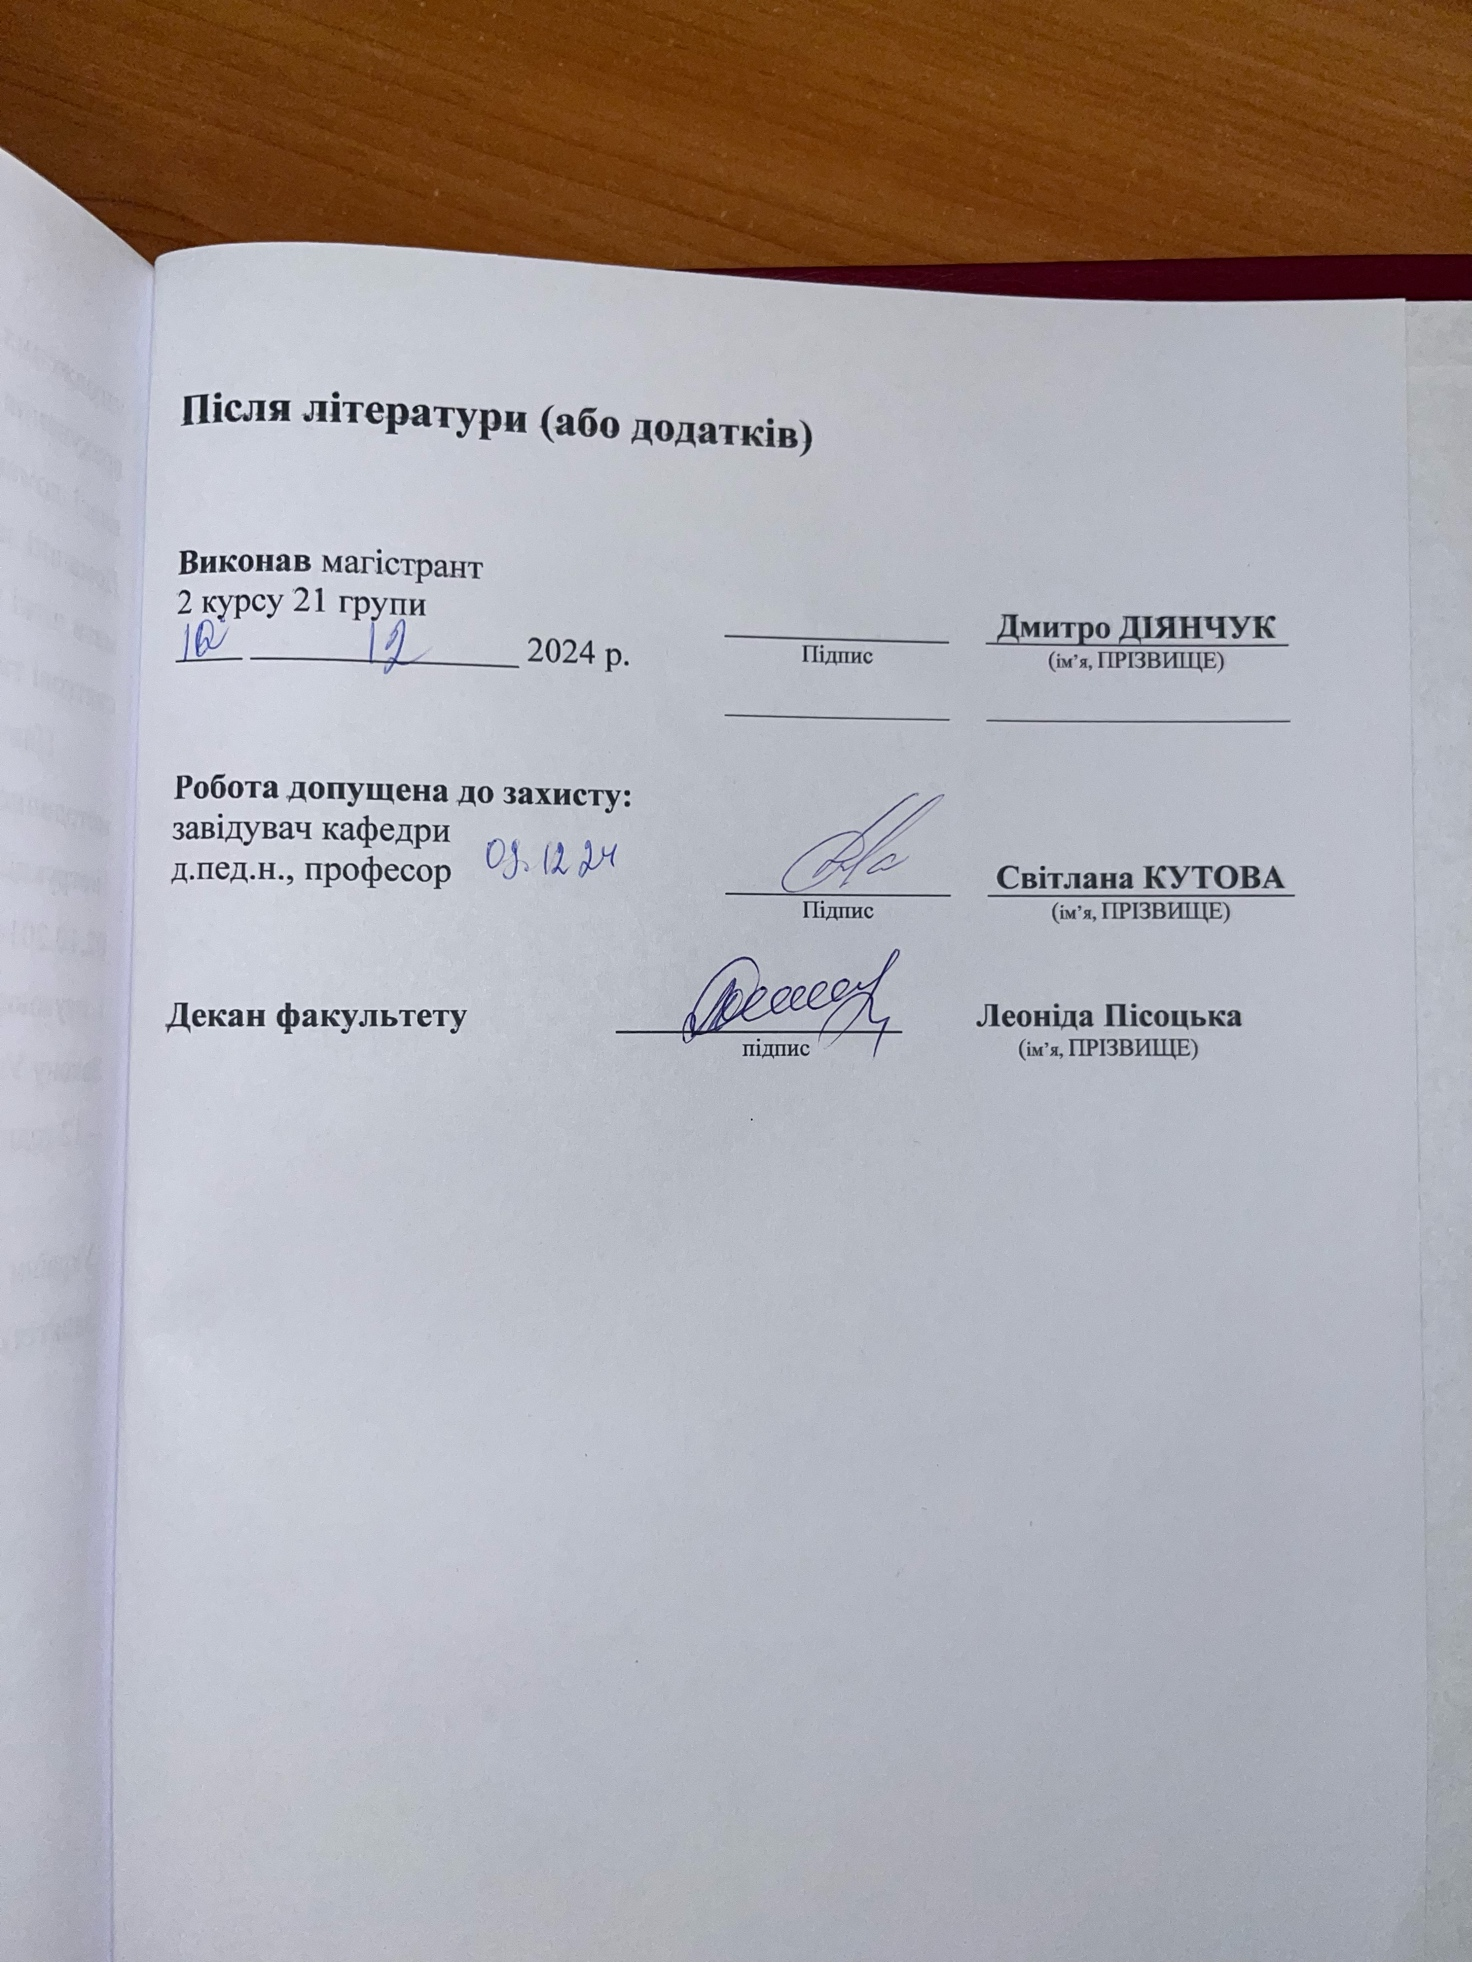 Після літератури (або додатків)
Виконав магістрант
2 курсу 21 групи
10 12 2024 р.
Дмитро ДІЯНЧУК
Підпис (ім’я, ПРІЗВИЩЕ)
Робота допущена до захисту:
завідувач кафедри
д.пед.н., професор 09.12 24
Світлана КУТОВА
Підпис (ім’я, ПРІЗВИЩЕ)
Декан факультету Леоніда Пісоцька
підпис (ім’я, ПРІЗВИЩЕ)